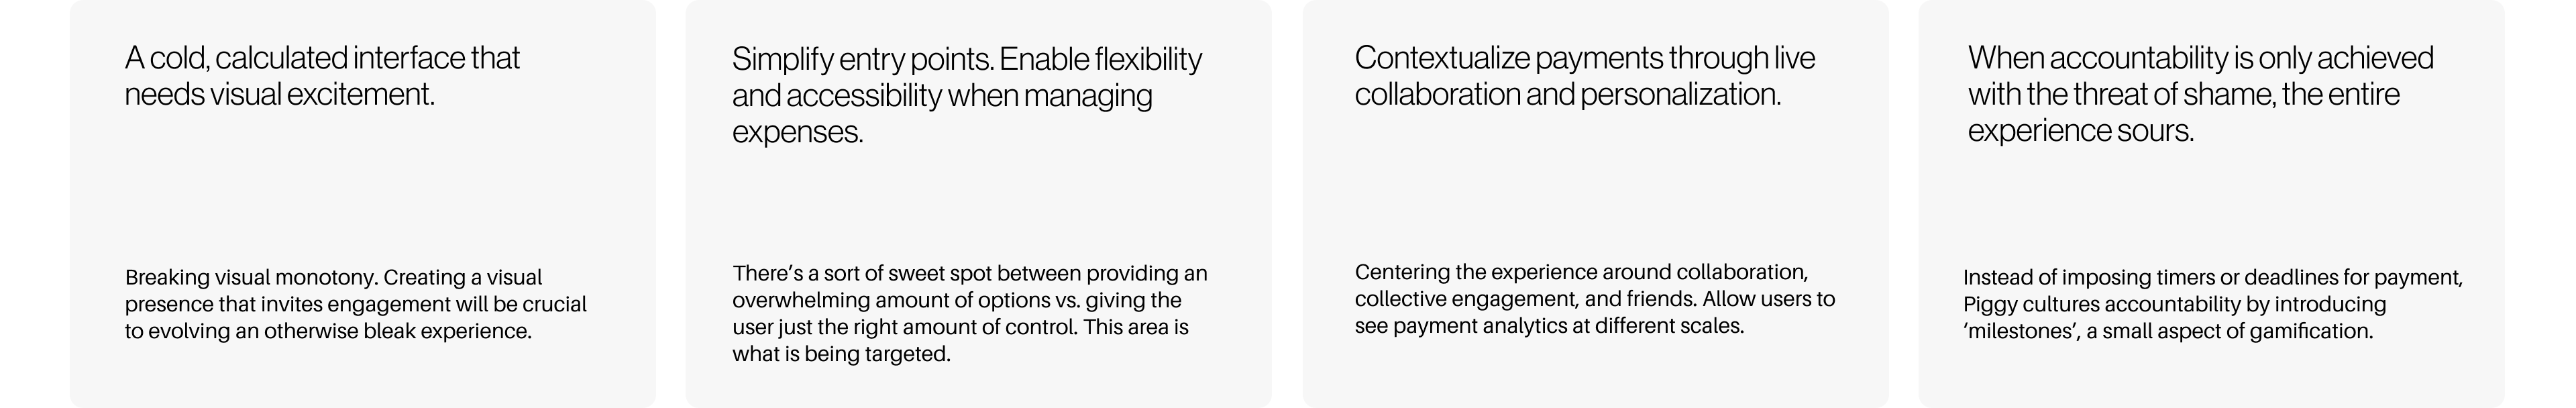 A cold, calculated interface that
needs visual excitement.
Breaking visual monotony. Creating a visual
presence that invites engagement will be crucial
to evolving an otherwise bleak experience.
Simplify entry points. Enable flexibility
and accessibility when managing
expenses.
There’s a sort of sweet spot between providing an
overwhelming amount of options vs. giving the
user just the right amount of control. This area is
what is being targeted.
Contextualize payments through live
collaboration and personalization.
Centering the experience around collaboration,
collective engagement, and friends. Allow users to
see payment analytics at different scales.
When accountability is only achieved
with the threat of shame, the entire
experience sours.
Instead of imposing timers or deadlines for payment,
Piggy cultures accountability by introducing
‘milestones’, a small aspect of gamification.